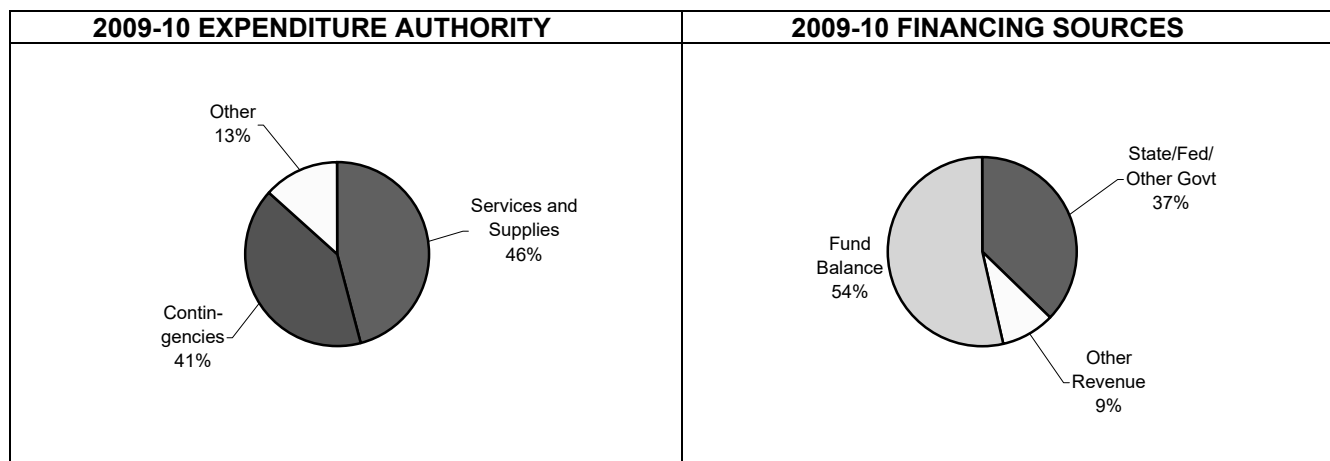 2009-10 EXPENDITURE AUTHORITY
Other
13%
Services and
Supplies
46%
Contin-
gencies
41%
2009-10 FINANCING SOURCES
State/Fed/
Other Govt
37%
Fund
Balance
54%
Other
Revenue
9%